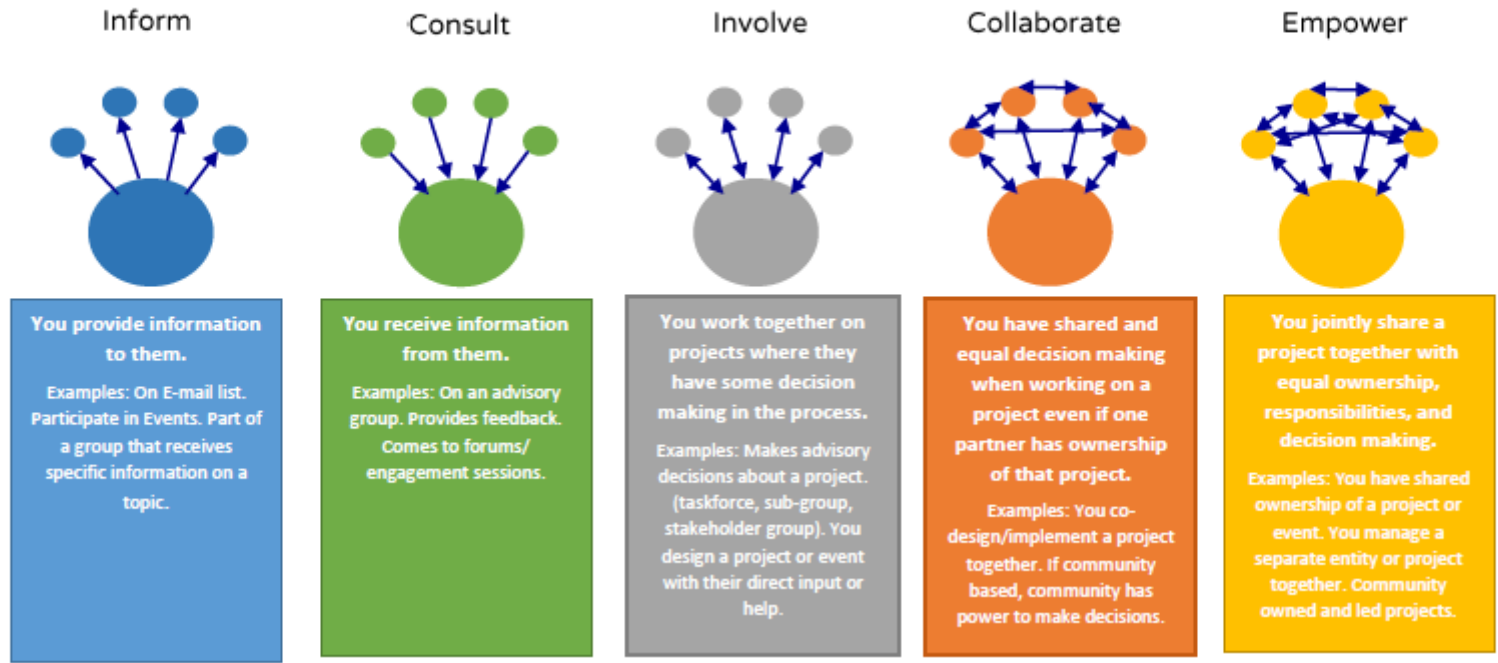 Inform
You provide information
to them.
Examples: On E-mail list.
Participate in Events. Part of
a group that receives
specific information on a
topic.
Consult
You receive information
from them.
Examples: On an advisory
group. Provides feedback.
Comes to forums/
engagement sessions.
Involve
You work together on
projects where they
have some decision
making in the process.
Examples: Makes advisory
decisions about a project.
(taskforce, sub-group,
stakeholder group). You
design a project or event
with their direct input or
help.
Collaborate
You have shared and
equal decision making
when working on a
project even if one
partner has ownership
of that project.
Examples: You co-
design/implement a project
together. If community
based, community has
power to make decisions.
Empower
You jointly share a
project together with
equal ownership,
responsibilities, and
decision making.
Examples: You have shared
ownership of a project or
event. You manage a
separate entity or project
together. Community
owned and led projects.